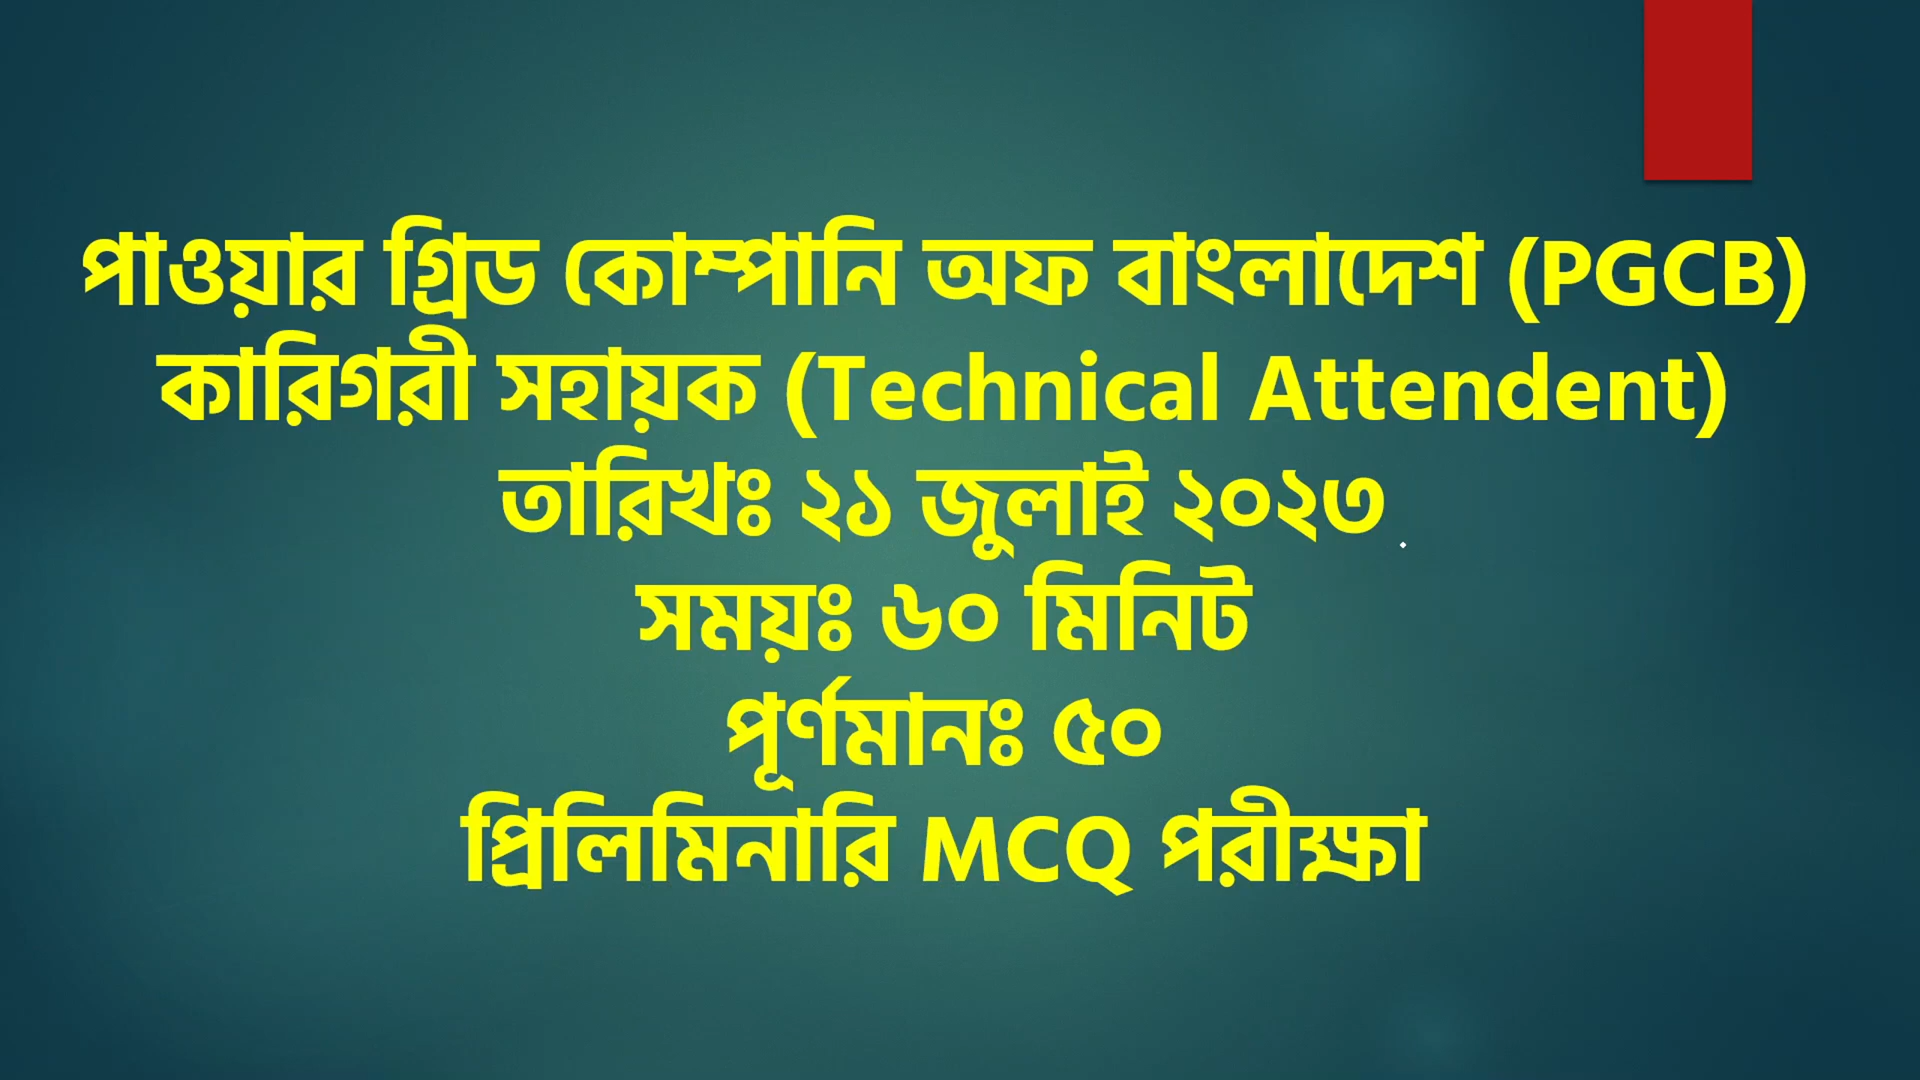 পাওয়ার গ্রিড কোম্পানি অফ বাংলাদেশ (PGCB)
কারিগরী সহায়ক (Technical Attendent)
তারিখঃ ২১ জুলাই ২০২৩
সময়ঃ ৬০ মিনিট
পূর্ণমানঃ ৫০
প্রিলিমিনারি MCQ পরীক্ষা